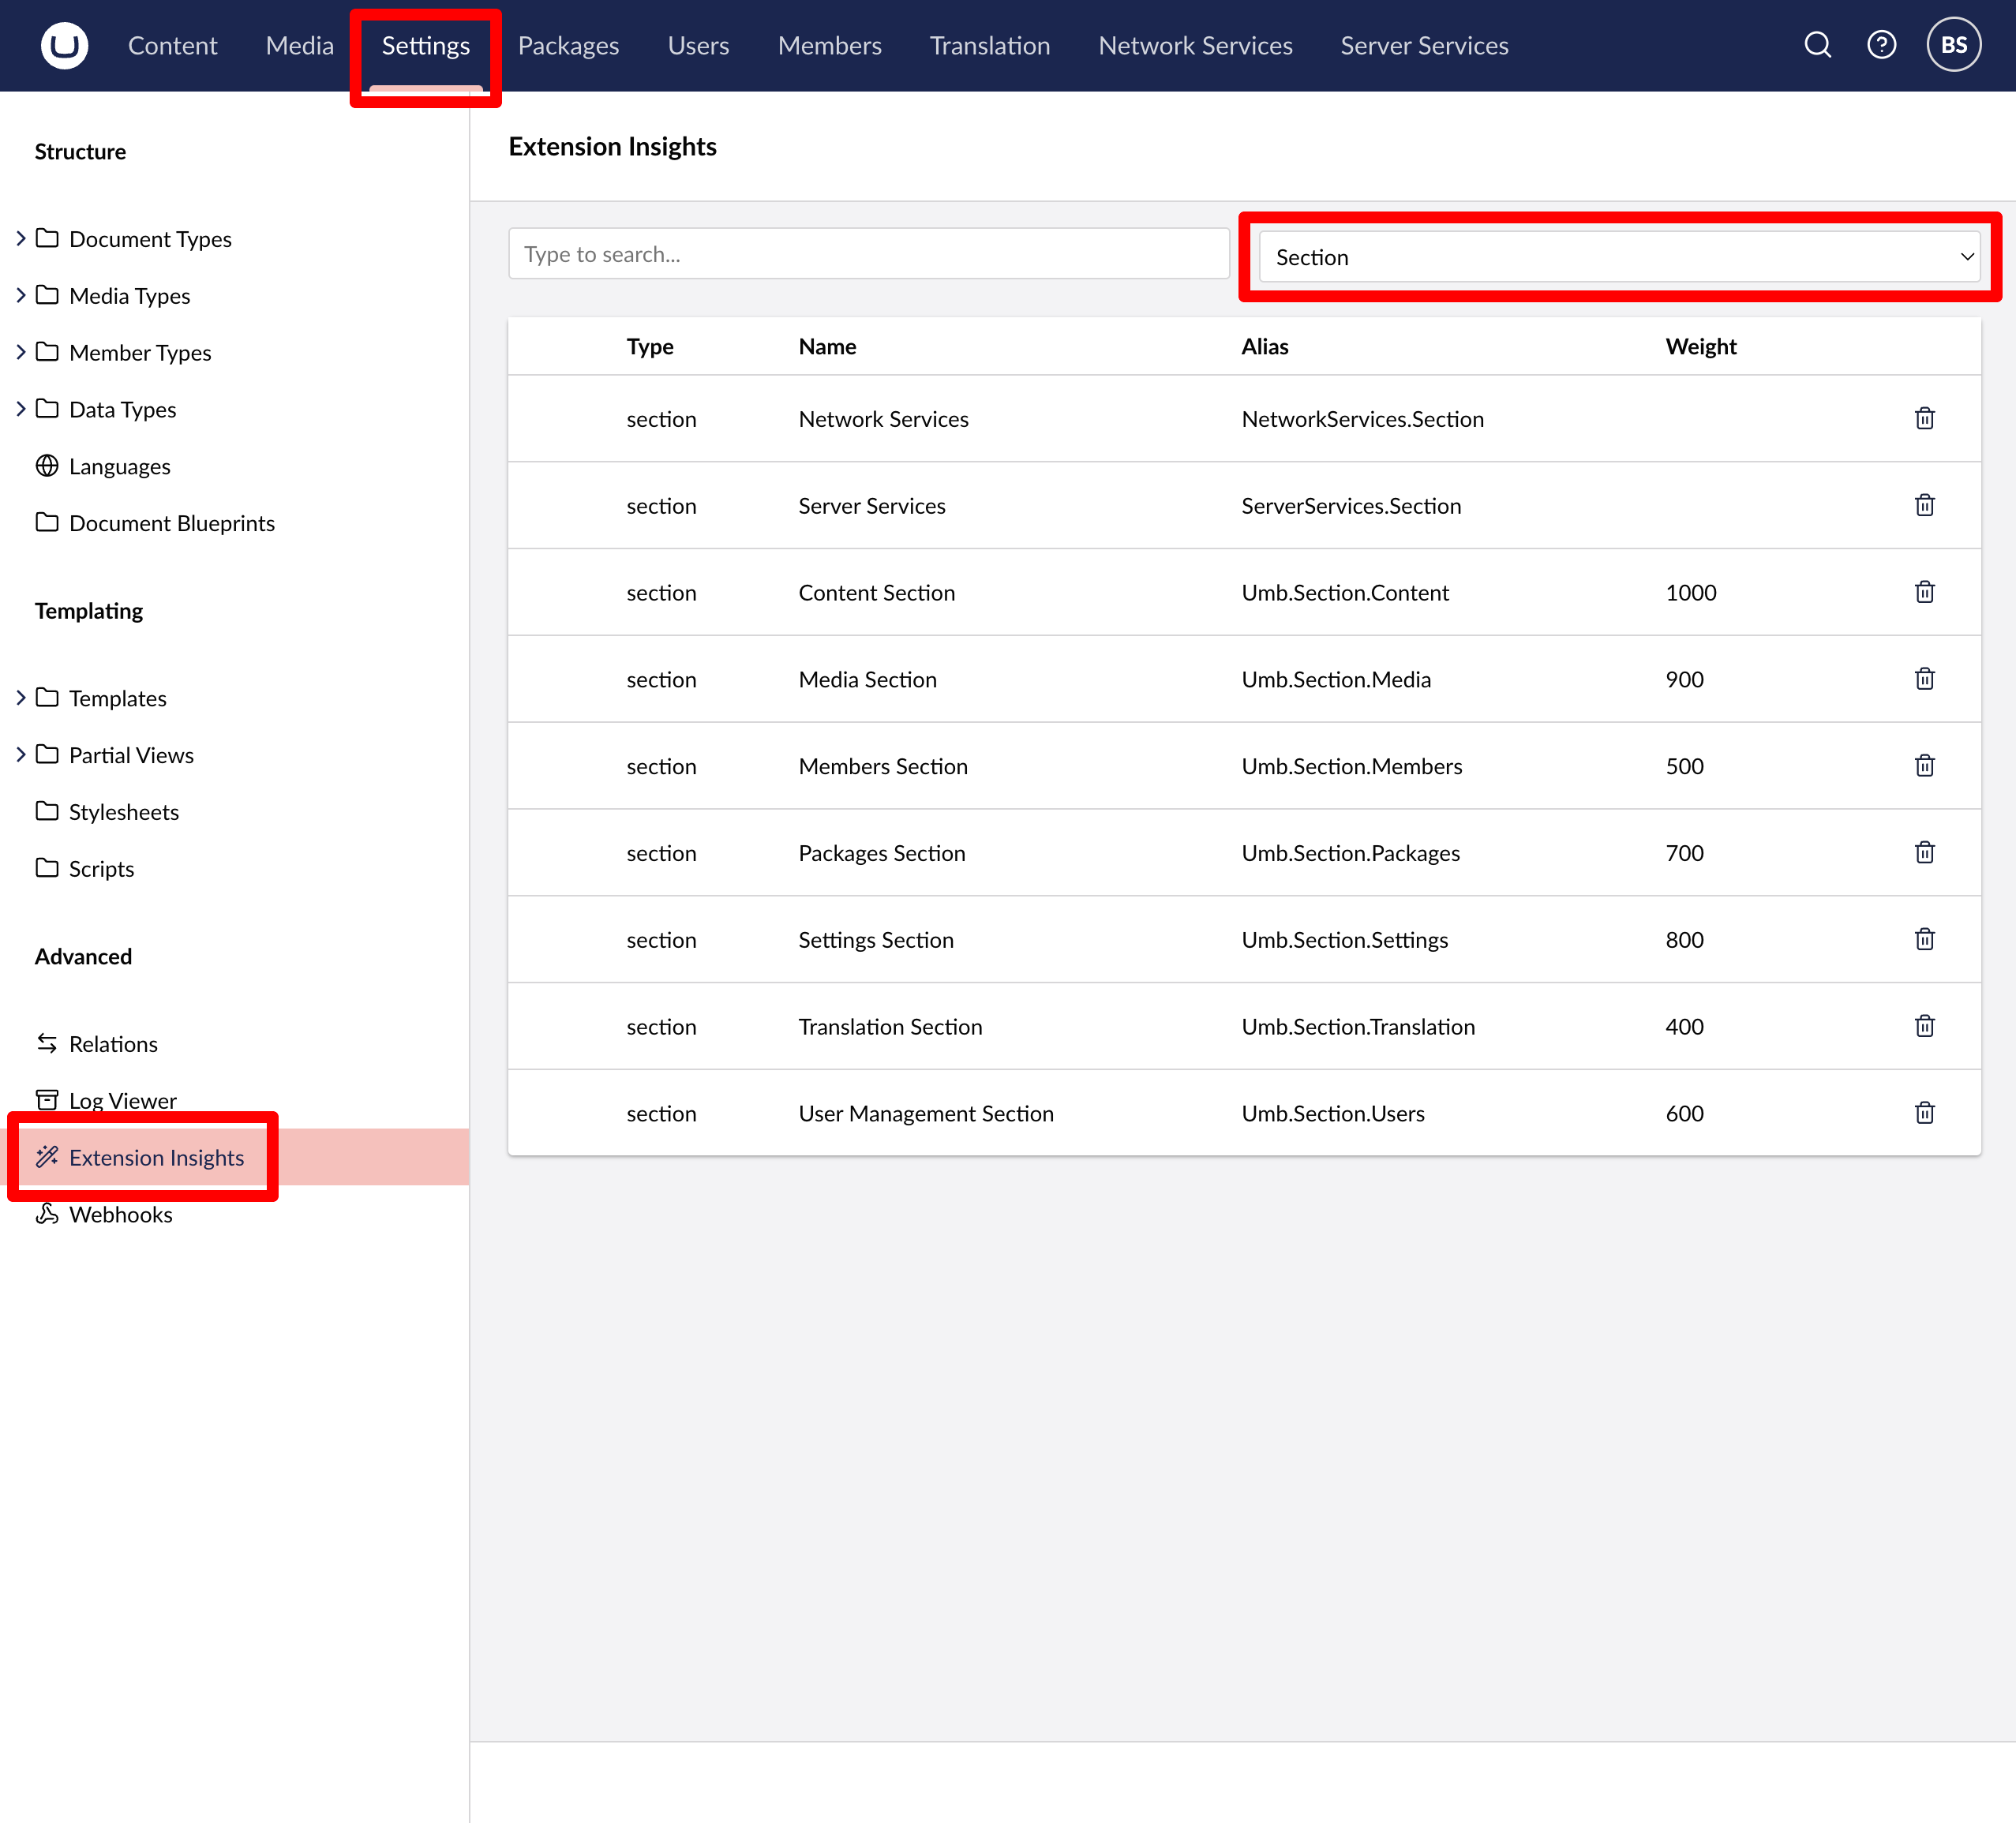 Content Media Settings Packages Users Members Translation Network Services Server Services BS
Structure
Document Types
Media Types
Member Types
Data Types
Languages
Document Blueprints
Templating
Templates
Partial Views
Stylesheets
Scripts
Advanced
Relations
Log Viewer
Extension Insights
Webhooks
Extension Insights
Type to search... Section
Type Name Alias Weight
section Network Services NetworkServices.Section
section Server Services ServerServices.Section
section Content Section Umb.Section.Content 1000
section Media Section Umb.Section.Media 900
section Members Section Umb.Section.Members 500
section Packages Section Umb.Section.Packages 700
section Settings Section Umb.Section.Settings 800
section Translation Section Umb.Section.Translation 400
section User Management Section Umb.Section.Users 600